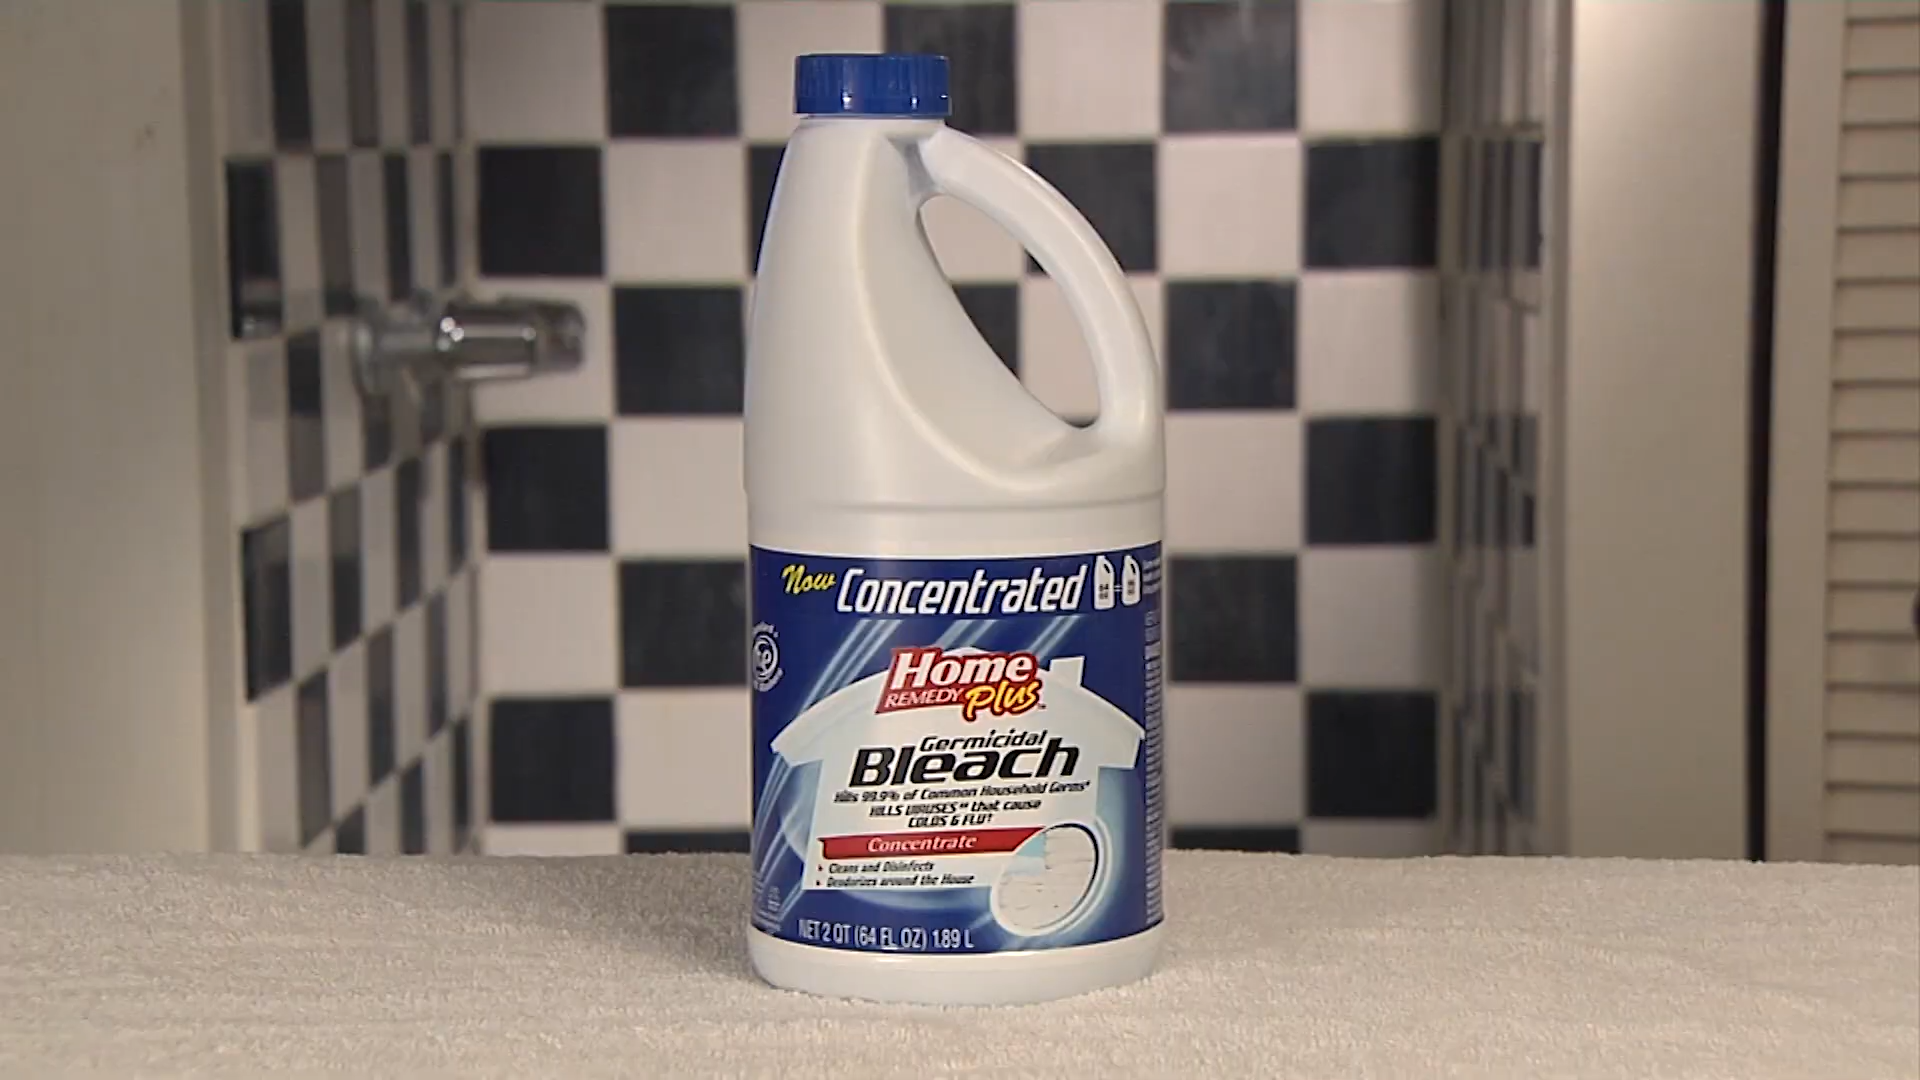 Now Concentrated
Home
REMEDY Plus
Germicidal
Bleach
Kills 99.9% of Common Household Germs*
KILLS VIRUSES** that cause
COLDS & FLU†
Concentrate
Cleans and Disinfects
Deodorizes around the House
NET 2 QT (64 FL OZ) 1.89 L